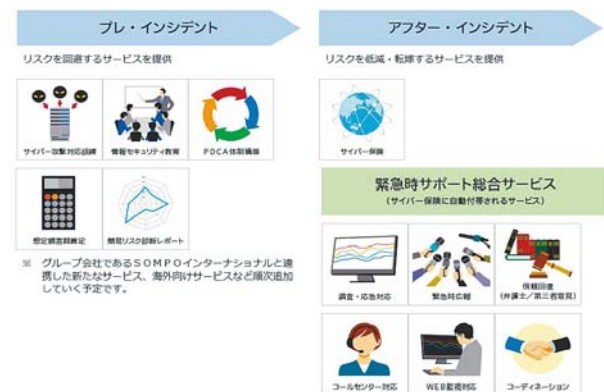 プレ・インシデント
リスクを回避するサービスを提供
サイバー攻撃対応訓練
情報セキュリティ教育
PDCA体制構築
想定損害額算定
簡易リスク診断レポート
※ グループ会社であるSOMPOインターナショナルと連
携した新たなサービス、海外向けサービスなど順次追加
していく予定です。
アフター・インシデント
リスクを低減・転嫁するサービスを提供
サイバー保険
緊急時サポート総合サービス
(サイバー保険に自動付帯されるサービス)
調査・応急対応
緊急時広報
信頼回復
(弁護士/第三者意見)
コールセンター対応
WEB監視対応
コーディネーション